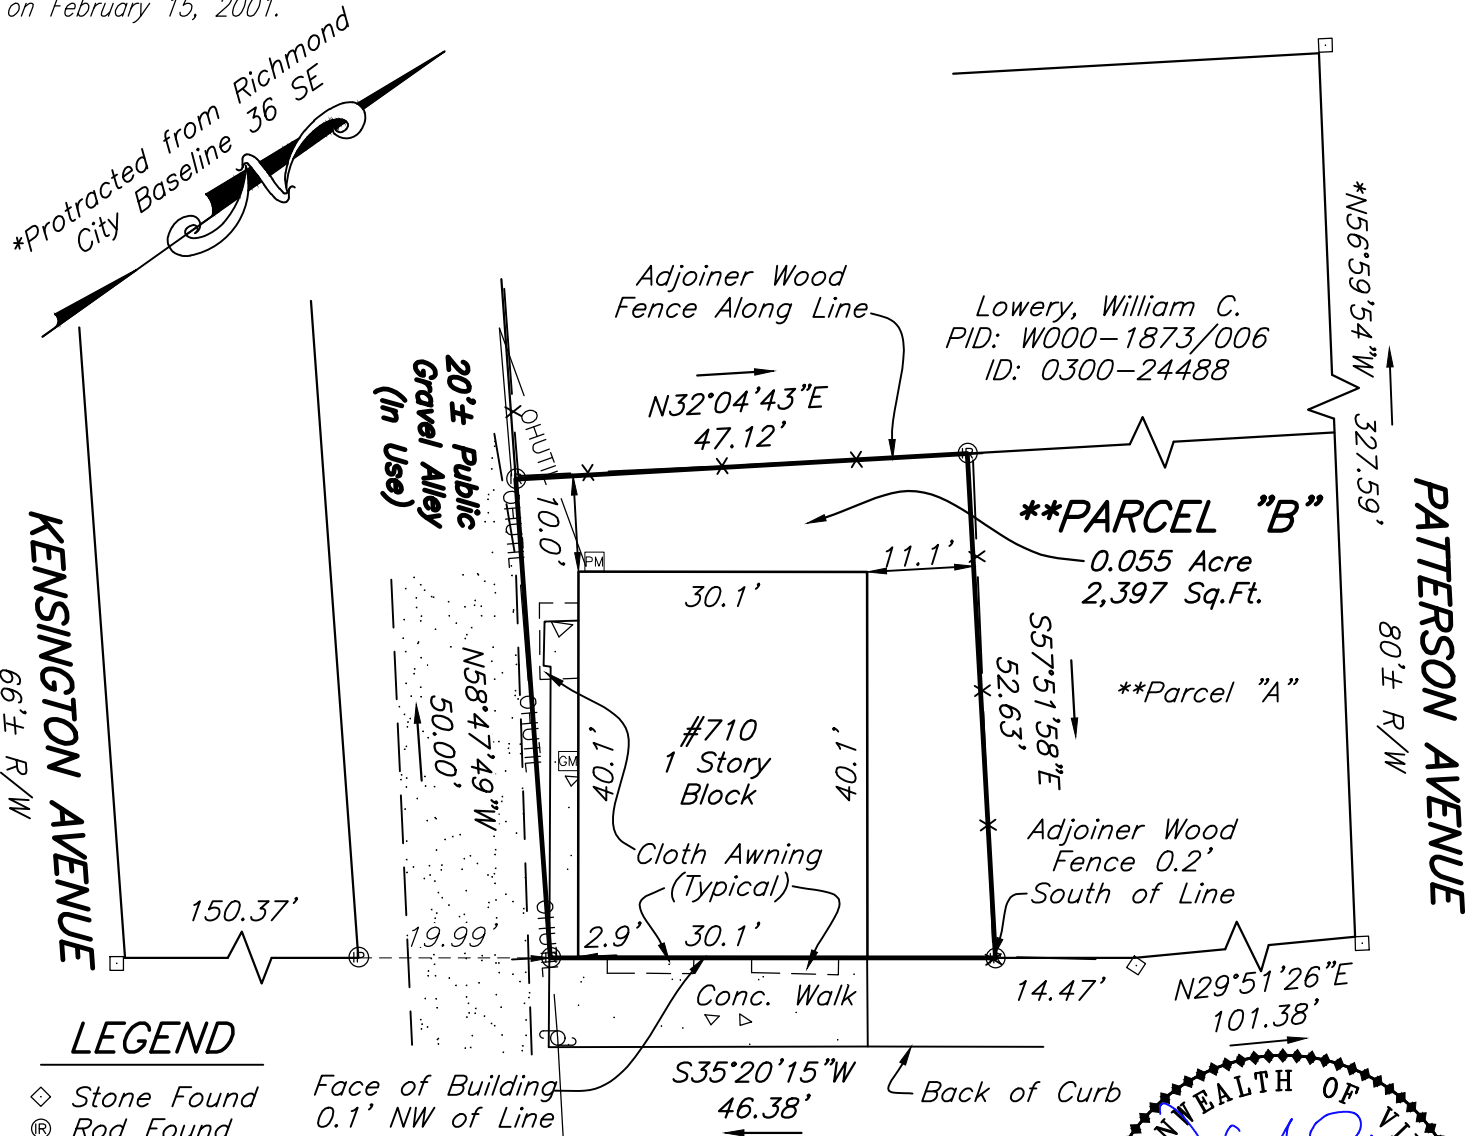 on February 15, 2001.
*Protracted from Richmond
City Baseline 36 SE
N
Adjoiner Wood
Fence Along Line
Lowery, William C.
PID: W000-1873/006
ID: 0300-24488
*N56°59'54"W 327.59'
20'± Public
Gravel Alley
(In Use)
N32°04'43"E
47.12'
OHUTIL
OHUTIL
10.0'
PM
11.1'
**PARCEL "B"
0.055 Acre
2,397 Sq.Ft.
30.1'
KENSINGTON AVENUE
66'± R/W
PATTERSON AVENUE
80'± R/W
N58°47'49"W
50.00'
OHUTIL
GM
40.1'
#710
1 Story
Block
40.1'
S57°51'58"E
52.63'
**Parcel "A"
Cloth Awning
(Typical)
Adjoiner Wood
Fence 0.2'
South of Line
150.37'
19.99'
OHUTIL
2.9'
30.1'
Conc. Walk
14.47'
N29°51'26"E
101.38'
LEGEND
Stone Found
Rod Found
Face of Building
0.1' NW of Line
S35°20'15"W
46.38'
Back of Curb